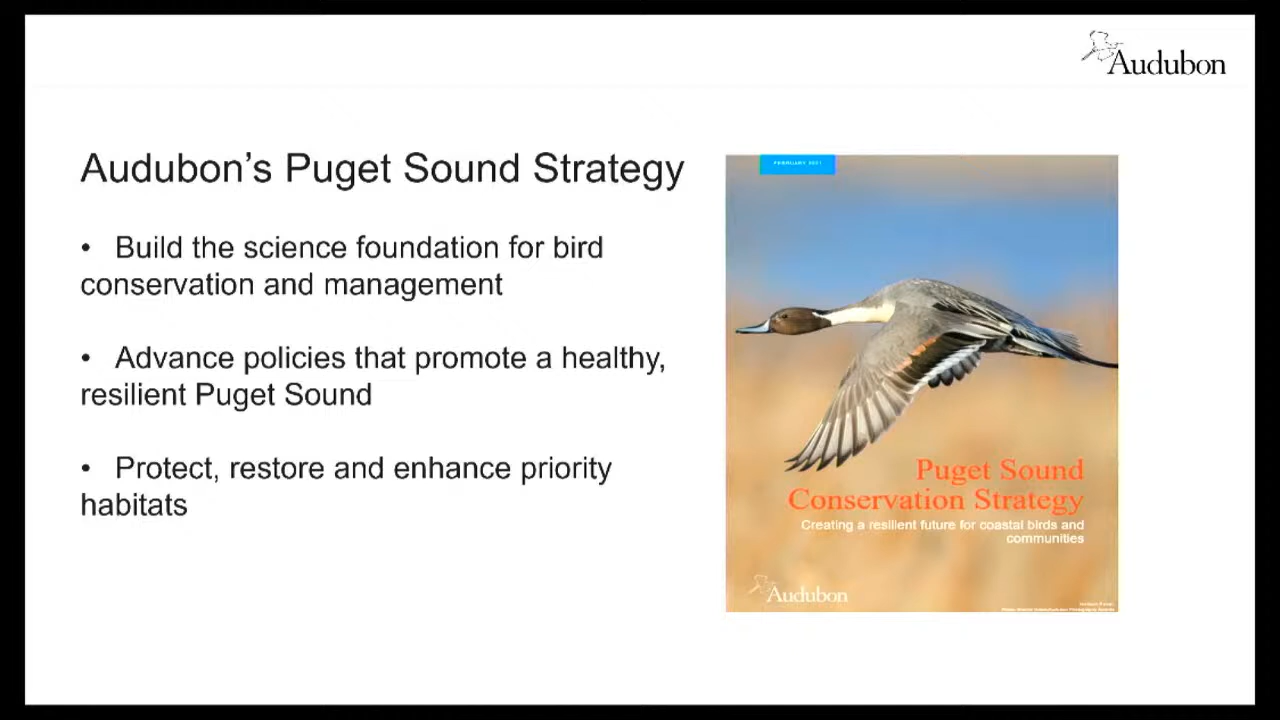 Audubon
Audubon's Puget Sound Strategy
• Build the science foundation for bird
conservation and management
• Advance policies that promote a healthy,
resilient Puget Sound
• Protect, restore and enhance priority
habitats
FEBRUARY 2021
Puget Sound
Conservation Strategy
Creating a resilient future for coastal birds and
communities
Audubon